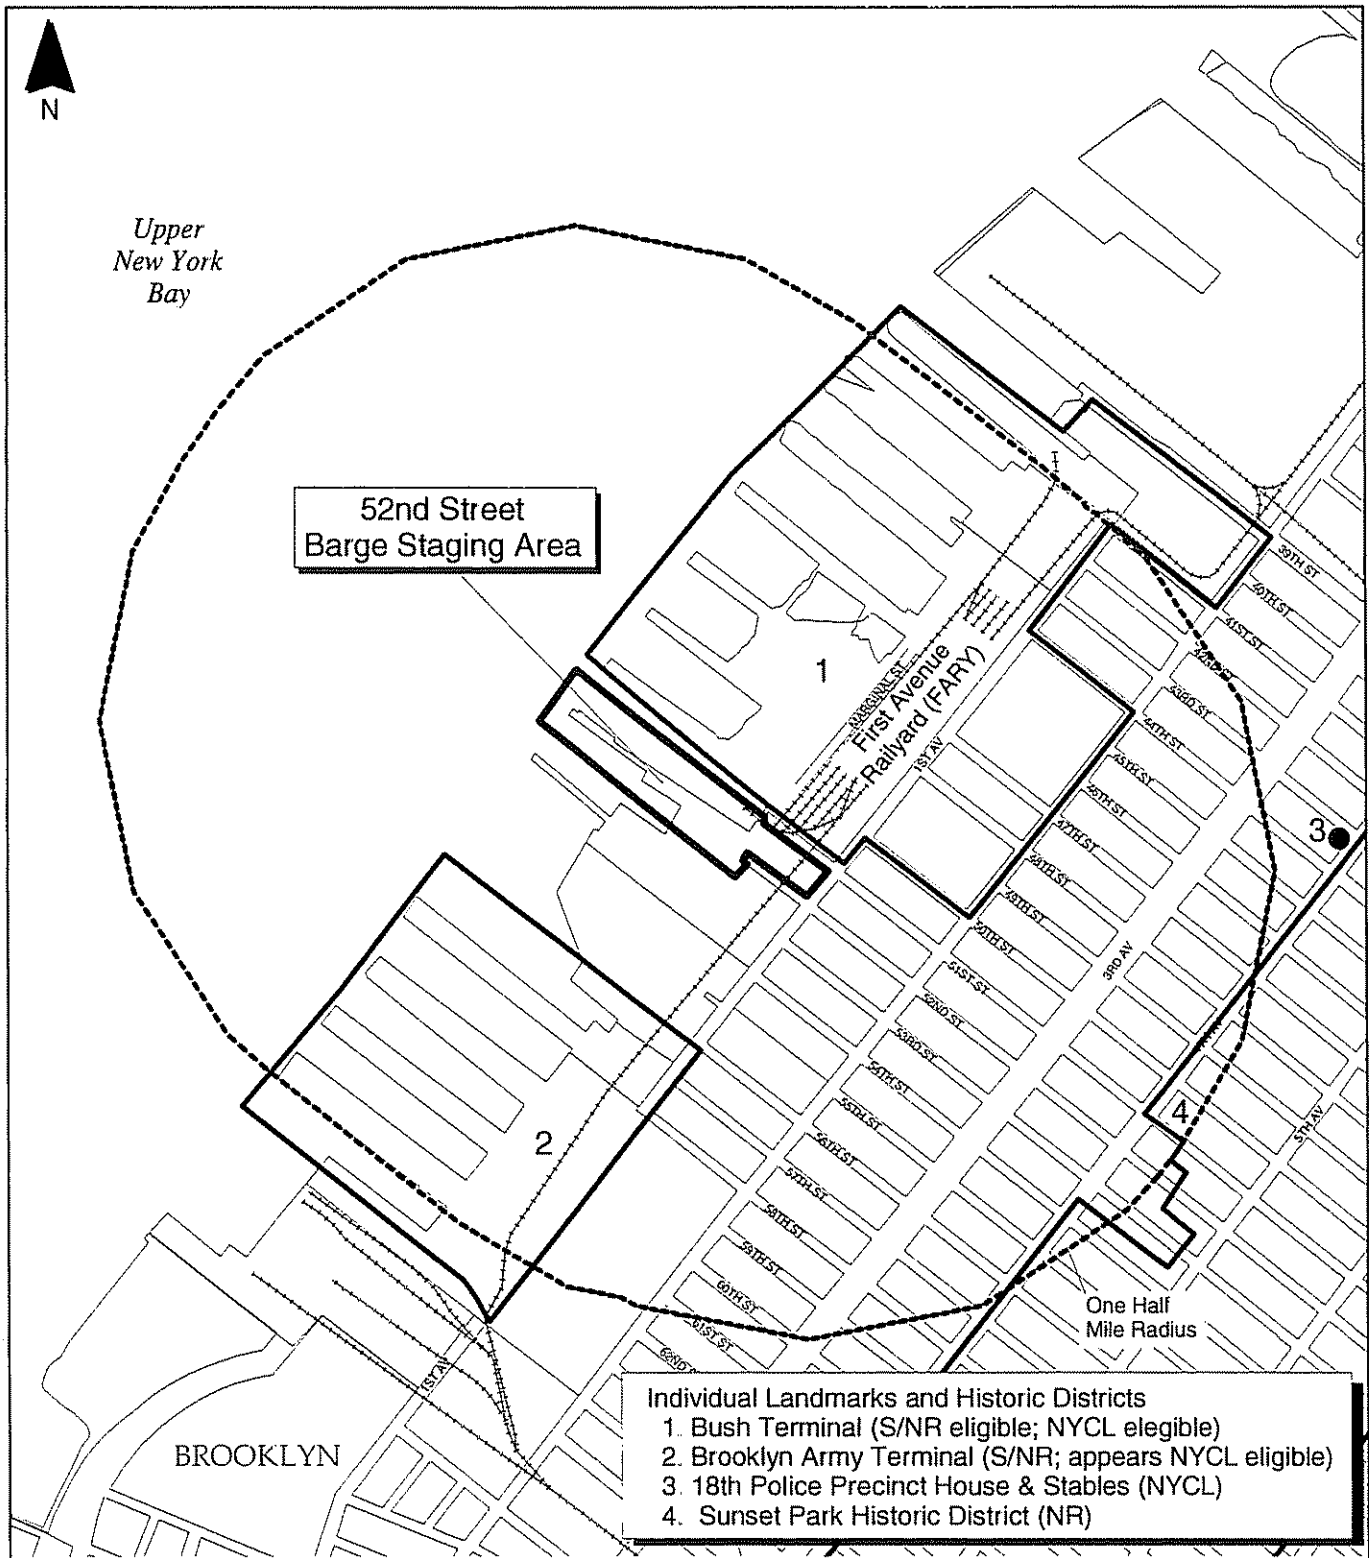 N
Upper
New York
Bay
52nd Street
Barge Staging Area
1
MARGINAL ST
First Avenue
Railyard (FARY)
1ST AV
39TH ST
40TH ST
41ST ST
42ND ST
43RD ST
44TH ST
45TH ST
46TH ST
47TH ST
48TH ST
49TH ST
50TH ST
51ST ST
52ND ST
53RD ST
54TH ST
55TH ST
56TH ST
57TH ST
58TH ST
59TH ST
60TH ST
61ST ST
62ND
3RD AV
3
4
5TH AV
2
1ST AV
One Half
Mile Radius
BROOKLYN
Individual Landmarks and Historic Districts
1. Bush Terminal (S/NR eligible; NYCL elegible)
2. Brooklyn Army Terminal (S/NR; appears NYCL eligible)
3. 18th Police Precinct House & Stables (NYCL)
4. Sunset Park Historic District (NR)